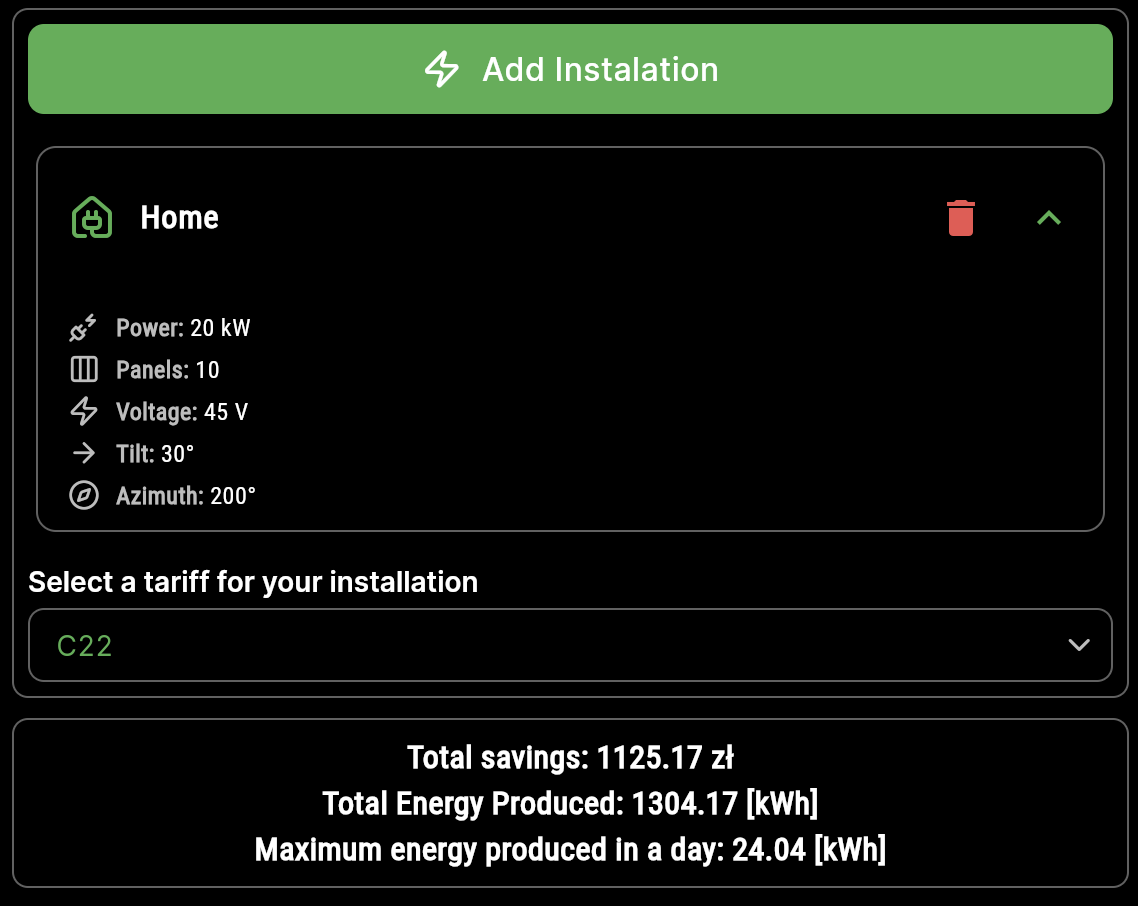 Add Instalation
Home
Power: 20 kW
Panels: 10
Voltage: 45 V
Tilt: 30°
Azimuth: 200°
Select a tariff for your installation
C22
Total savings: 1125.17 zł
Total Energy Produced: 1304.17 [kWh]
Maximum energy produced in a day: 24.04 [kWh]